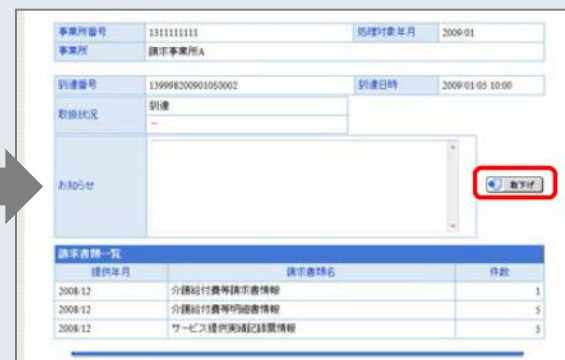 事業所番号 1311111111 処理対象年月 2009/01
事業所 請求事業所A
到達番号 139998200901050002 到達日時 2009/01/05 10:00
取扱状況 到達
―
お知らせ
取下げ
請求書類一覧
提供年月 請求書類名 件数
2008/12 介護給付費等請求書情報 1
2008/12 介護給付費等明細書情報 5
2008/12 サービス提供実績記録票情報 5